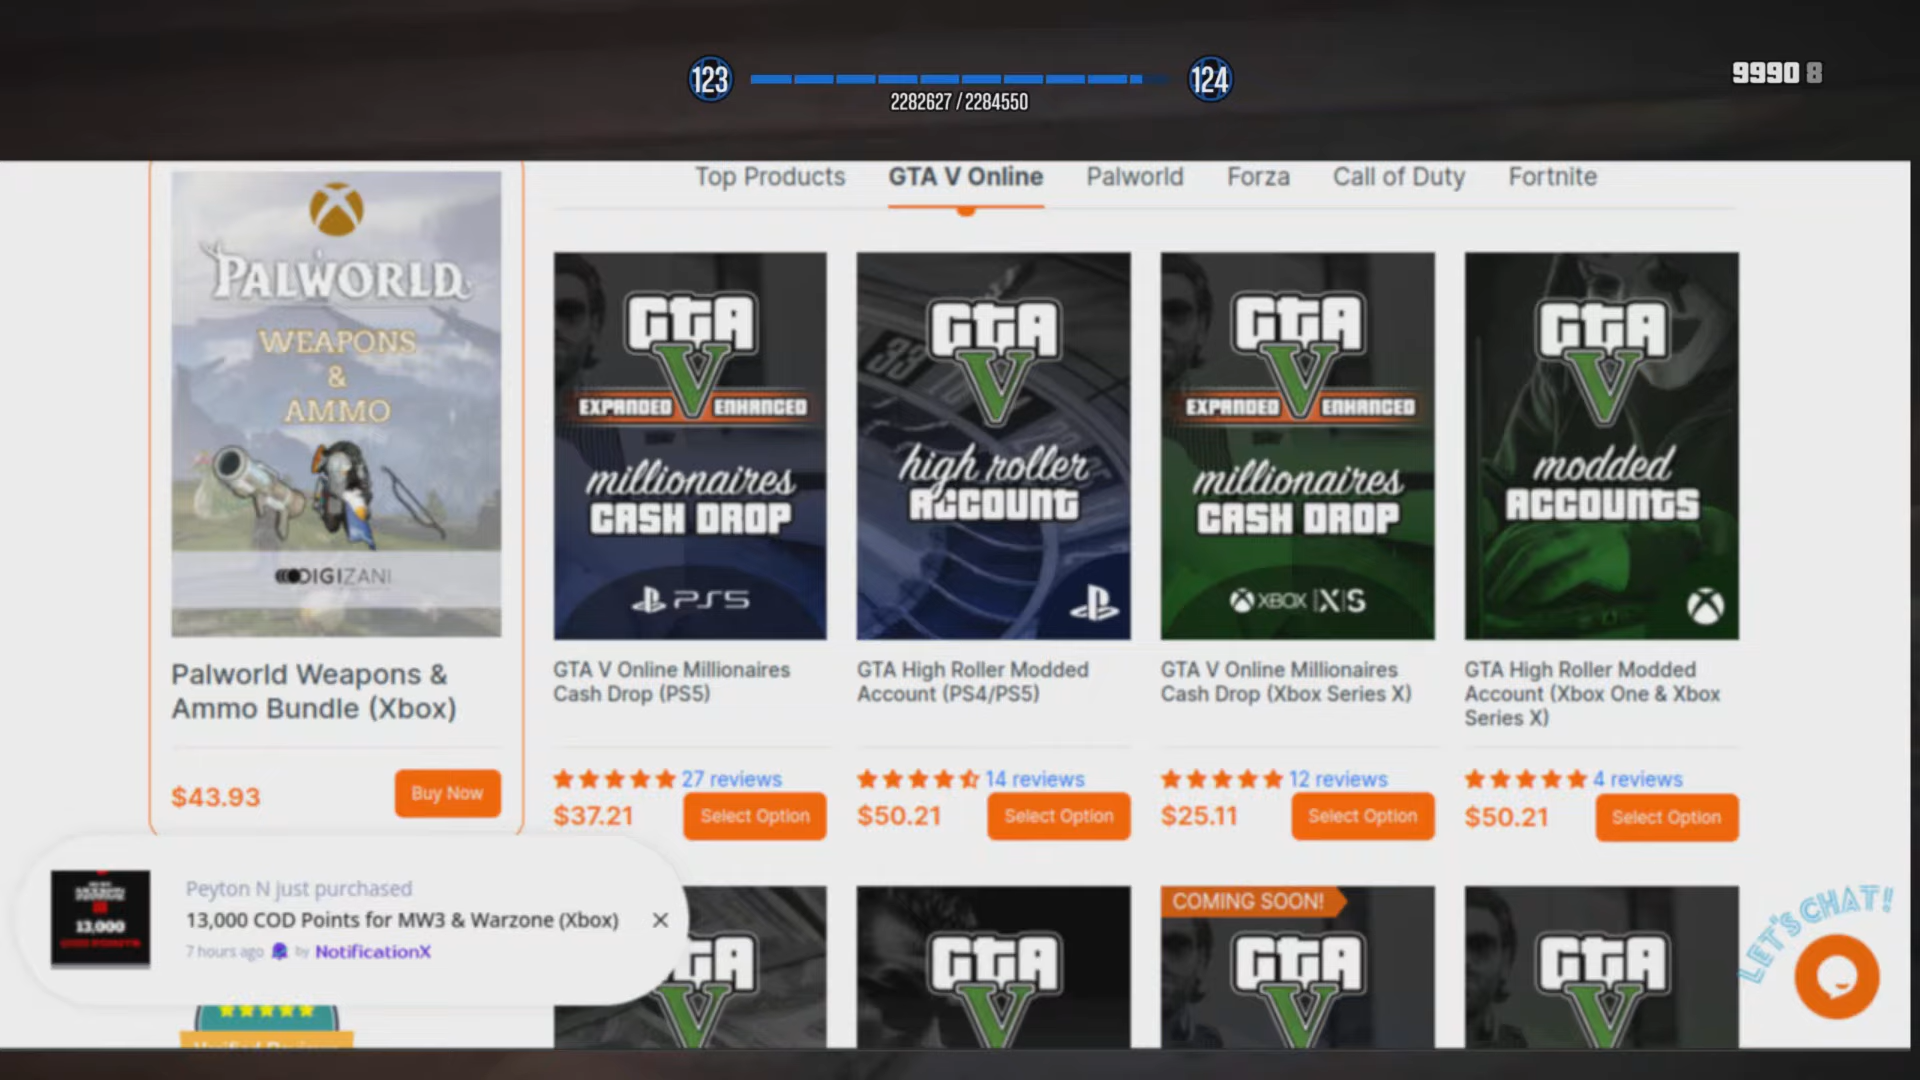 123
124
2282627 / 2284550
9990 8
Top Products
GTA V Online
Palworld
Forza
Call of Duty
Fortnite
PALWORLD
WEAPONS
&
AMMO
DIGIZANI
Palworld Weapons &
Ammo Bundle (Xbox)
$43.93
Buy Now
GTA
V
EXPANDED ENHANCED
millionaires
CASH DROP
PS5
GTA V Online Millionaires
Cash Drop (PS5)
27 reviews
$37.21
Select Option
GTA
V
high roller
ACCOUNT
GTA High Roller Modded
Account (PS4/PS5)
14 reviews
$50.21
Select Option
GTA
V
EXPANDED ENHANCED
millionaires
CASH DROP
XBOX X|S
GTA V Online Millionaires
Cash Drop (Xbox Series X)
12 reviews
$25.11
Select Option
GTA
V
modded
ACCOUNTS
GTA High Roller Modded
Account (Xbox One & Xbox
Series X)
4 reviews
$50.21
Select Option
13,000
Peyton N just purchased
13,000 COD Points for MW3 & Warzone (Xbox)
7 hours ago by NotificationX
GTA
V
GTA
V
COMING SOON!
GTA
V
GTA
V
LET'S CHAT!